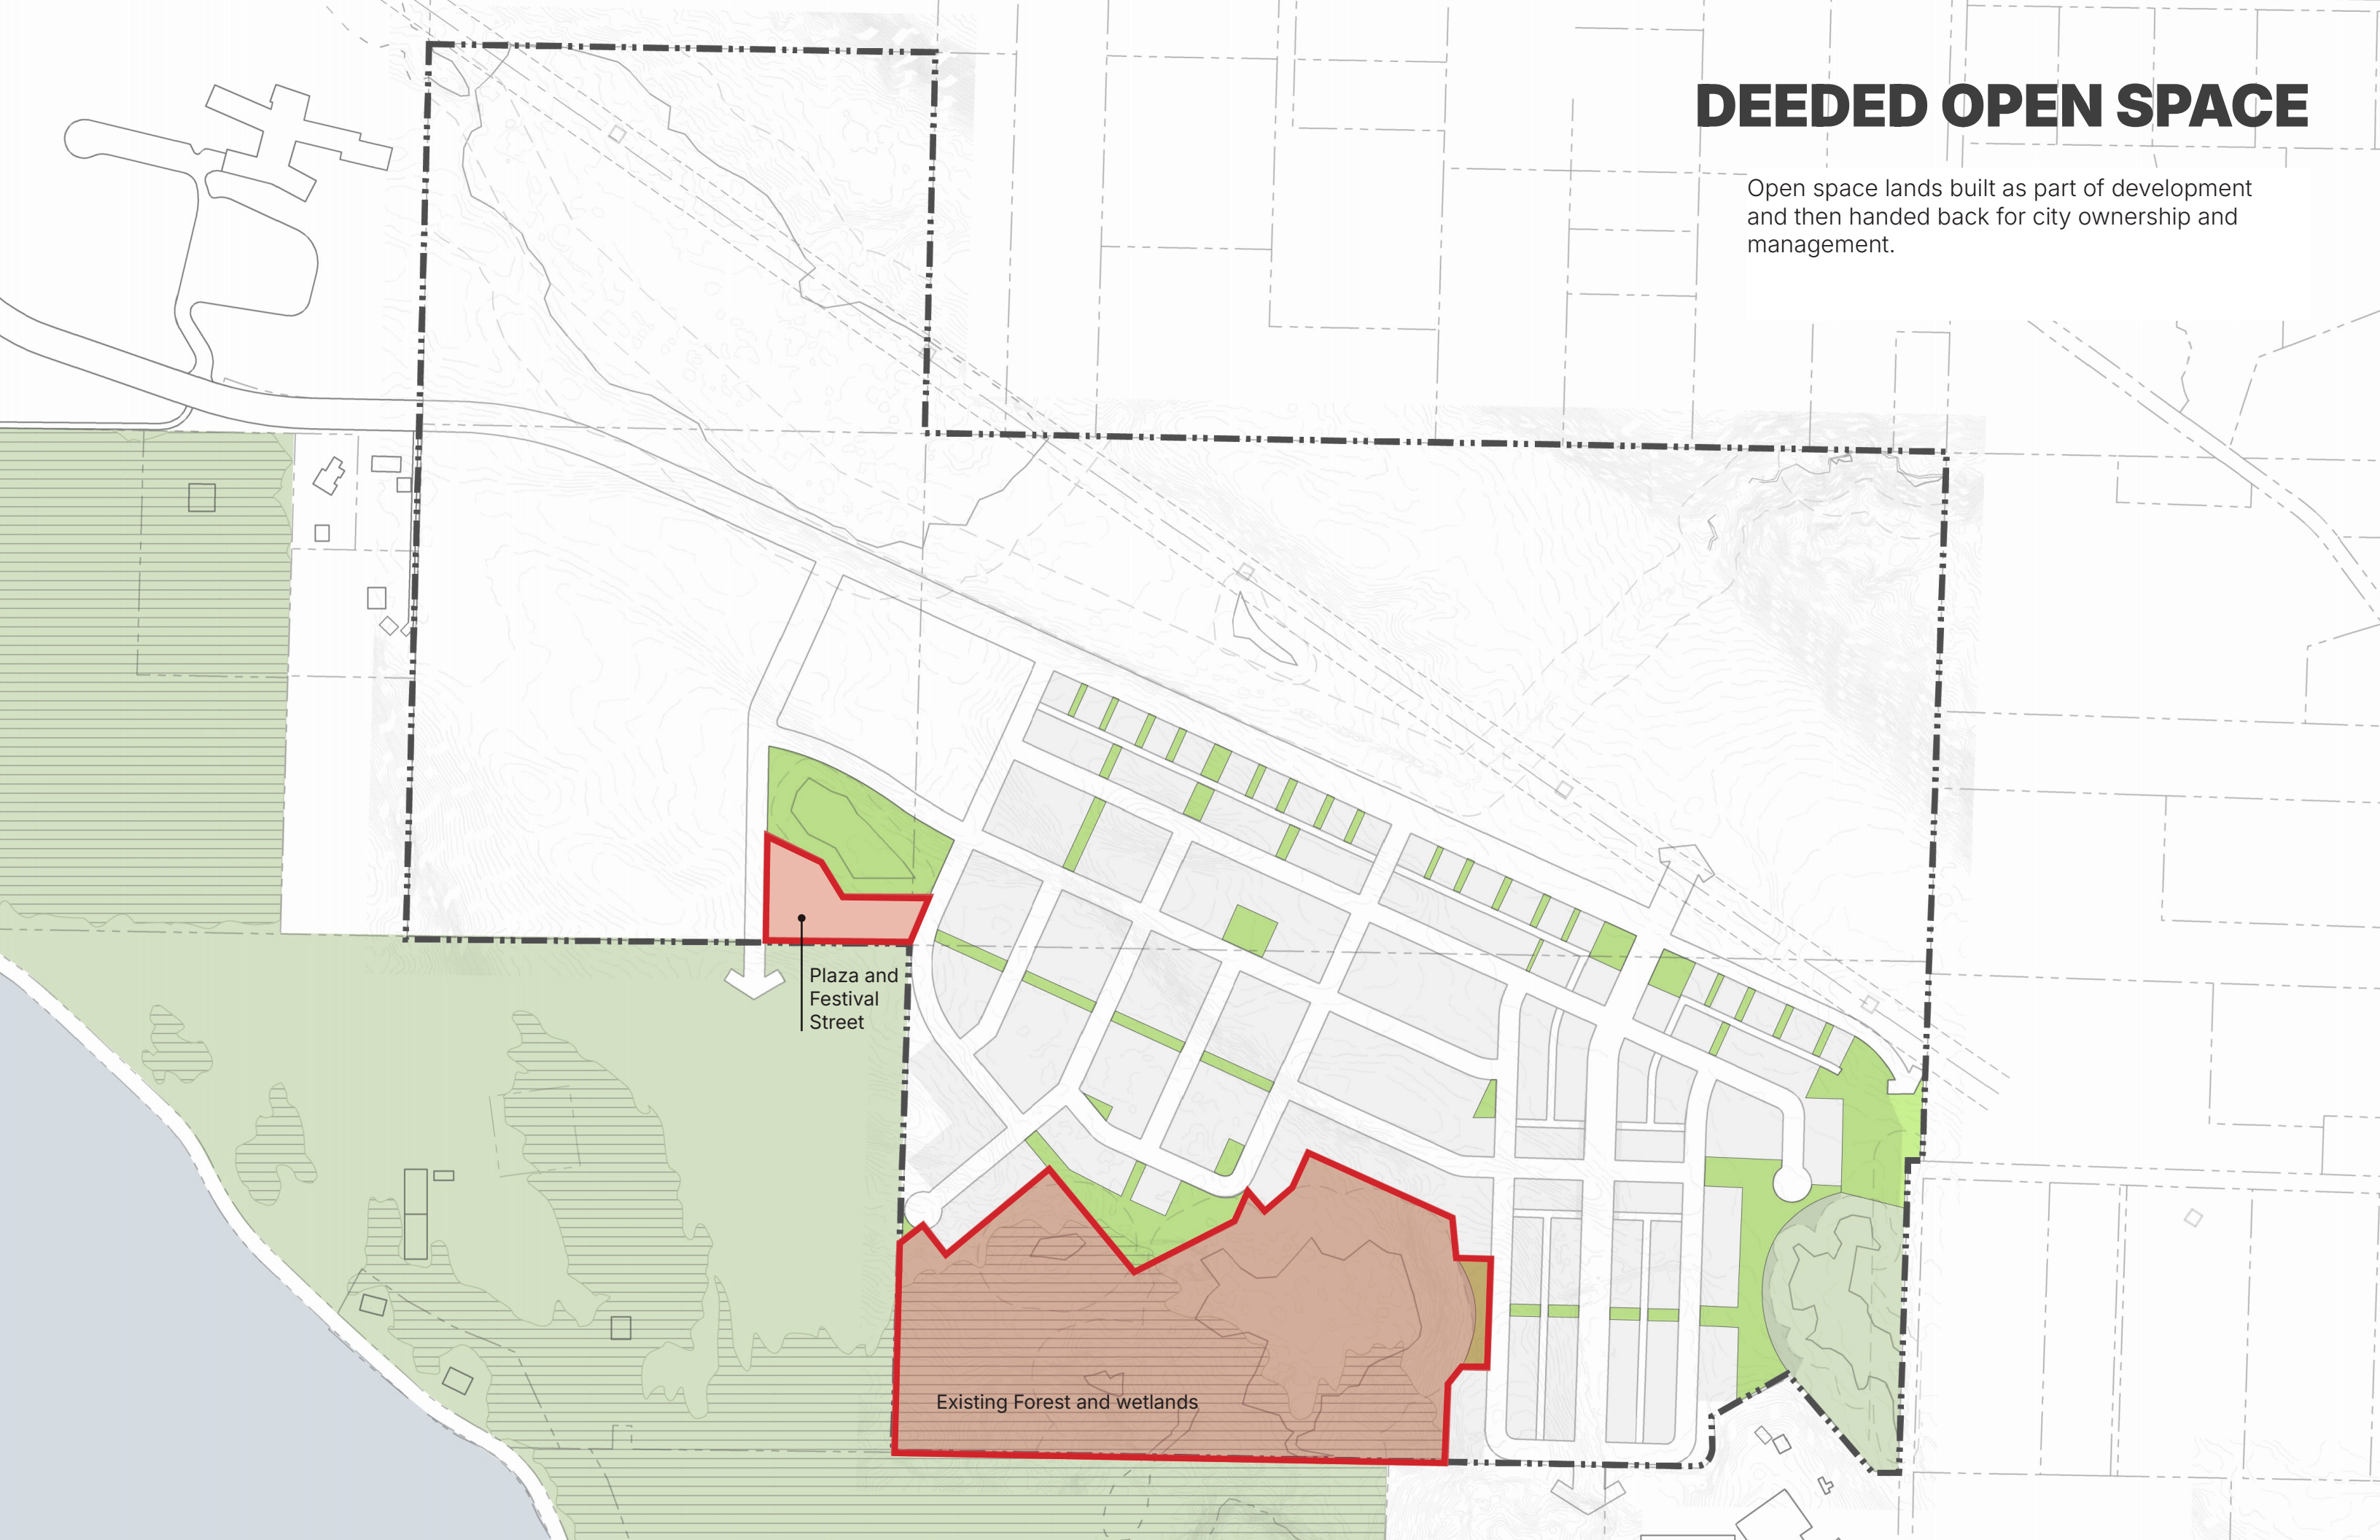 DEEDED OPEN SPACE
Open space lands built as part of development
and then handed back for city ownership and
management.
Plaza and
Festival
Street
Existing Forest and wetlands